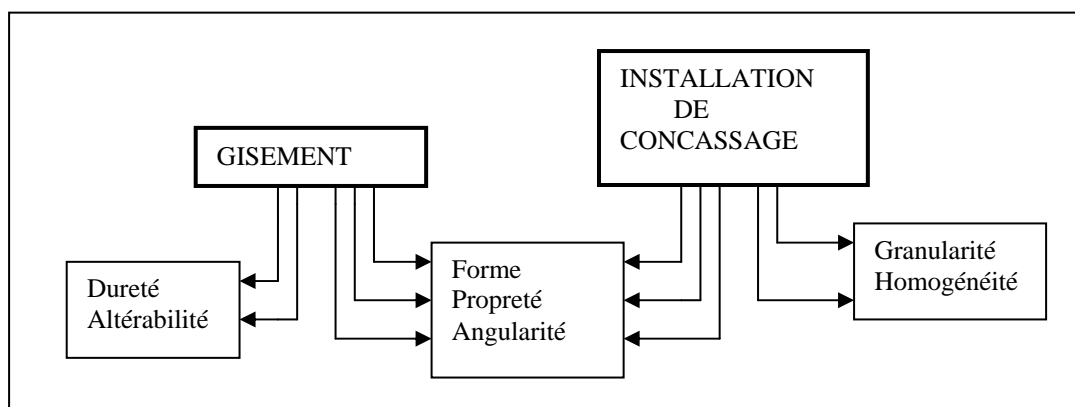 INSTALLATION
DE
CONCASSAGE
GISEMENT
Dureté
Altérabilité
Forme
Propreté
Angularité
Granularité
Homogénéité